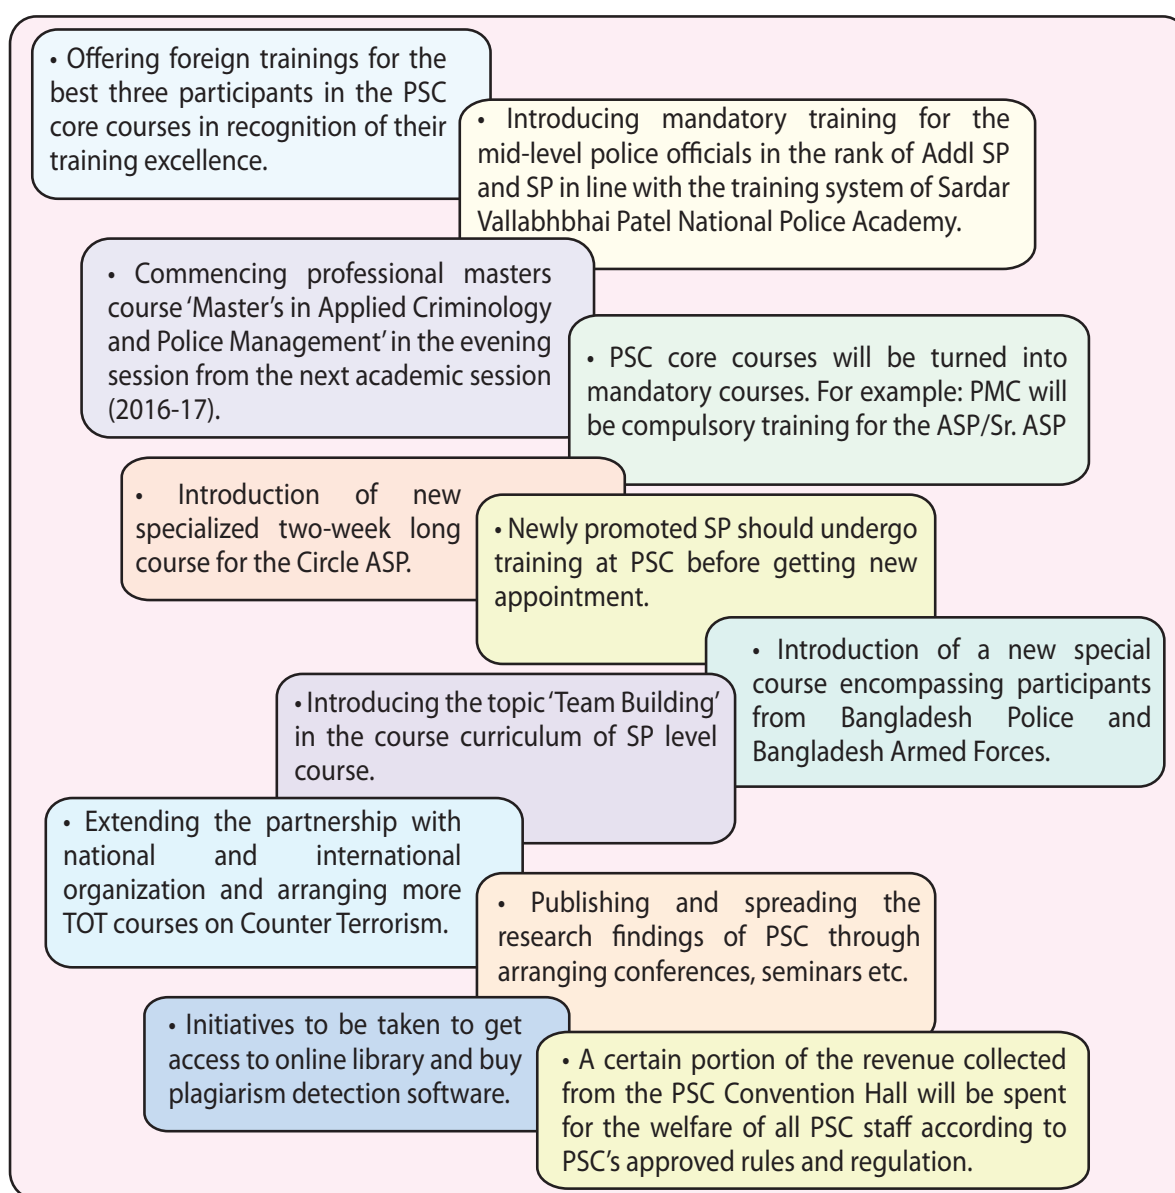 • Offering foreign trainings for the
best three participants in the PSC
core courses in recognition of their
training excellence.
• Introducing mandatory training for the
mid-level police officials in the rank of Addl SP
and SP in line with the training system of Sardar
Vallabhbhai Patel National Police Academy.
• Commencing professional masters
course ‘Master’s in Applied Criminology
and Police Management’ in the evening
session from the next academic session
(2016-17).
• PSC core courses will be turned into
mandatory courses. For example: PMC will
be compulsory training for the ASP/Sr. ASP
• Introduction of new
specialized two-week long
course for the Circle ASP.
• Newly promoted SP should undergo
training at PSC before getting new
appointment.
• Introduction of a new special
course encompassing participants
from Bangladesh Police and
Bangladesh Armed Forces.
• Introducing the topic ‘Team Building’
in the course curriculum of SP level
course.
• Extending the partnership with
national and international
organization and arranging more
TOT courses on Counter Terrorism.
• Publishing and spreading the
research findings of PSC through
arranging conferences, seminars etc.
• Initiatives to be taken to get
access to online library and buy
plagiarism detection software.
• A certain portion of the revenue collected
from the PSC Convention Hall will be spent
for the welfare of all PSC staff according to
PSC’s approved rules and regulation.